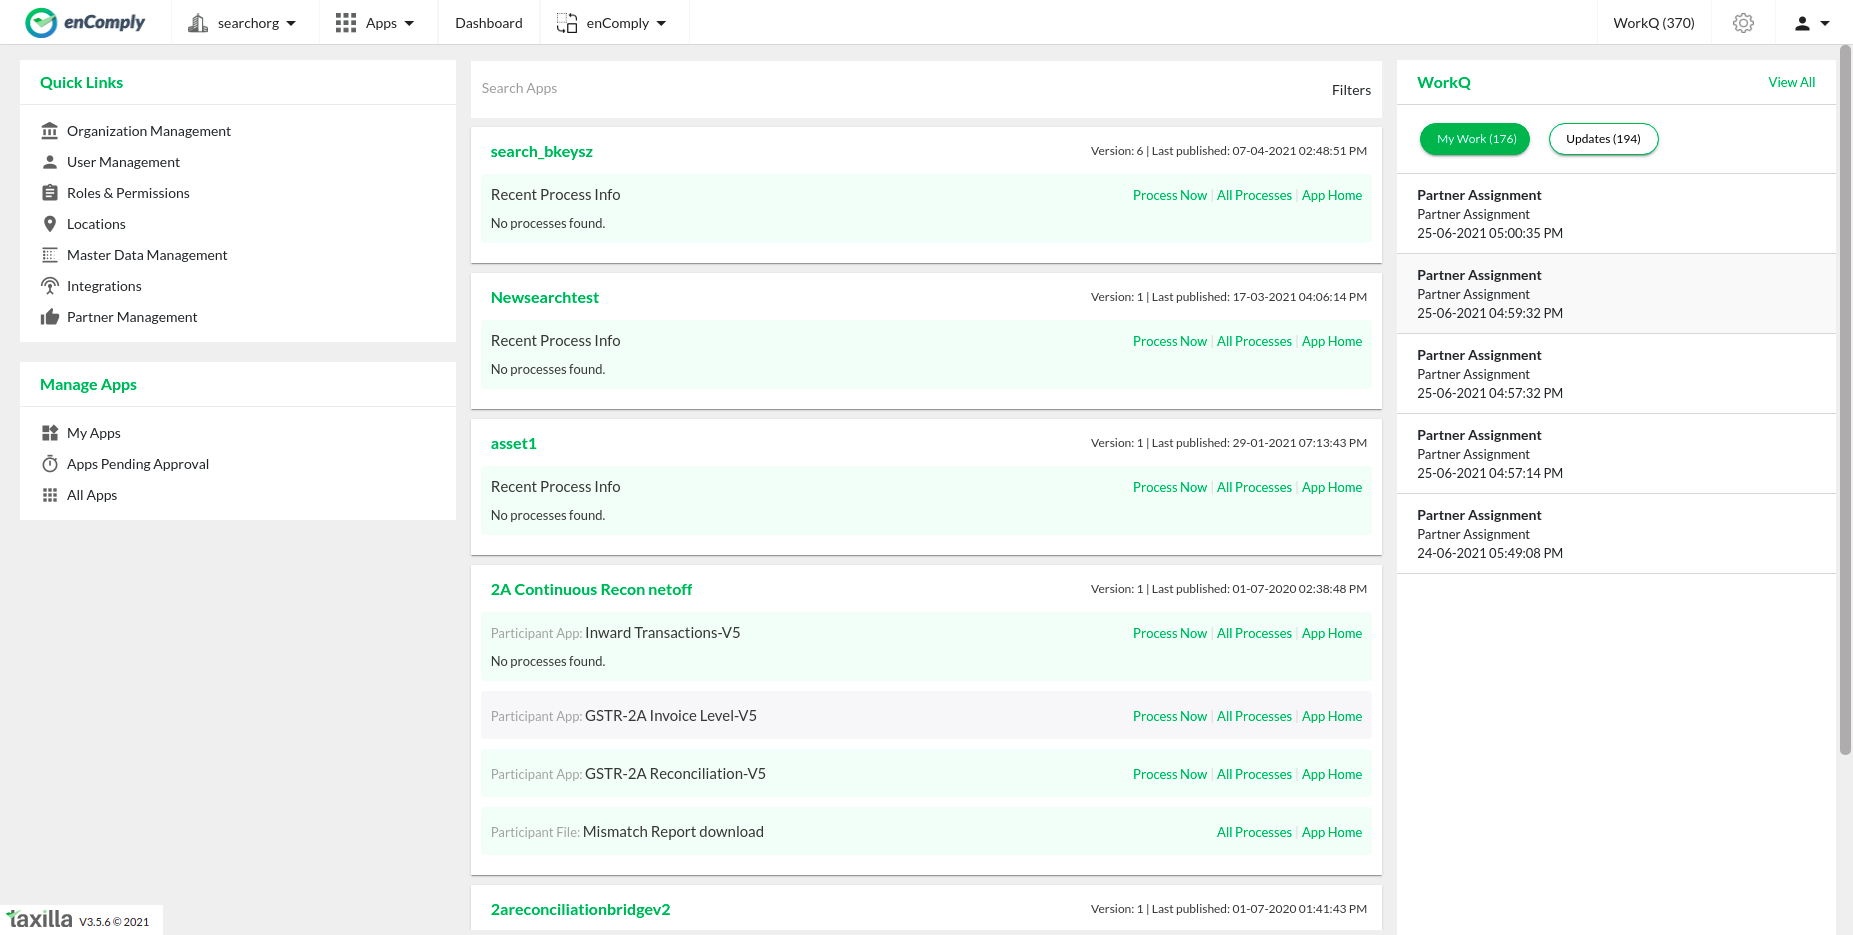 enComply
searchorg
Apps
Dashboard
enComply
WorkQ (370)
Quick Links
Organization Management
User Management
Roles & Permissions
Locations
Master Data Management
Integrations
Partner Management
Manage Apps
My Apps
Apps Pending Approval
All Apps
Search Apps
Filters
search_bkeysz
Version: 6 | Last published: 07-04-2021 02:48:51 PM
Recent Process Info
Process Now | All Processes | App Home
No processes found.
Newsearchtest
Version: 1 | Last published: 17-03-2021 04:06:14 PM
Recent Process Info
Process Now | All Processes | App Home
No processes found.
asset1
Version: 1 | Last published: 29-01-2021 07:13:43 PM
Recent Process Info
Process Now | All Processes | App Home
No processes found.
2A Continuous Recon netoff
Version: 1 | Last published: 01-07-2020 02:38:48 PM
Participant App: Inward Transactions-V5
Process Now | All Processes | App Home
No processes found.
Participant App: GSTR-2A Invoice Level-V5
Process Now | All Processes | App Home
Participant App: GSTR-2A Reconciliation-V5
Process Now | All Processes | App Home
Participant File: Mismatch Report download
All Processes | App Home
2areconciliationbridgev2
Version: 1 | Last published: 01-07-2020 01:41:43 PM
WorkQ
View All
My Work (176)
Updates (194)
Partner Assignment
Partner Assignment
25-06-2021 05:00:35 PM
Partner Assignment
Partner Assignment
25-06-2021 04:59:32 PM
Partner Assignment
Partner Assignment
25-06-2021 04:57:32 PM
Partner Assignment
Partner Assignment
25-06-2021 04:57:14 PM
Partner Assignment
Partner Assignment
24-06-2021 05:49:08 PM
taxilla V3.5.6 © 2021